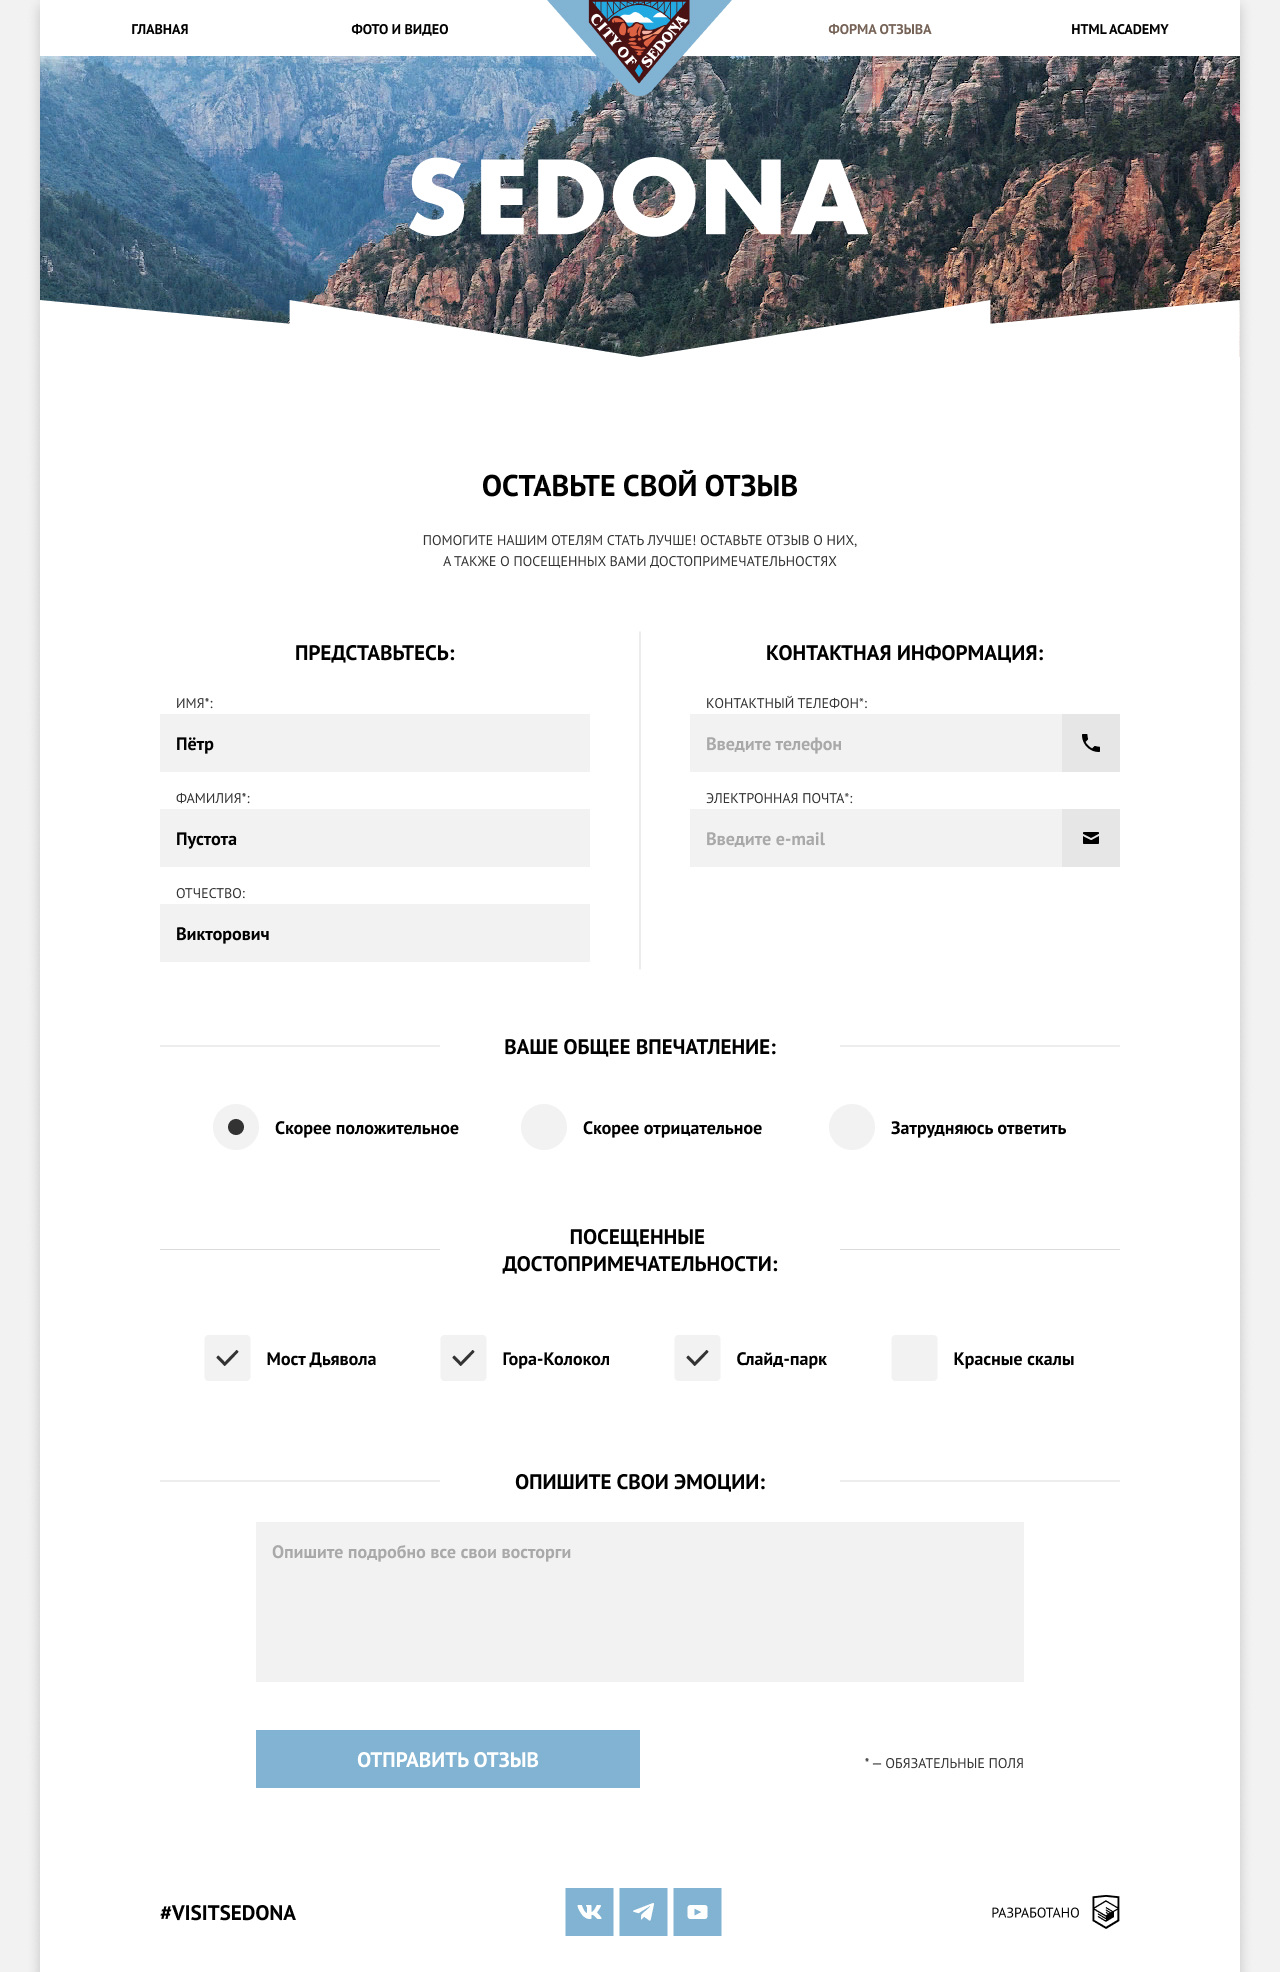 ГЛАВНАЯ
ФОТО И ВИДЕО
CITY OF SEDONA
ФОРМА ОТЗЫВА
HTML ACADEMY
SEDONA
ОСТАВЬТЕ СВОЙ ОТЗЫВ
ПОМОГИТЕ НАШИМ ОТЕЛЯМ СТАТЬ ЛУЧШЕ! ОСТАВЬТЕ ОТЗЫВ О НИХ,
А ТАКЖЕ О ПОСЕЩЕННЫХ ВАМИ ДОСТОПРИМЕЧАТЕЛЬНОСТЯХ
ПРЕДСТАВЬТЕСЬ:
ИМЯ*:
Пётр
ФАМИЛИЯ*:
Пустота
ОТЧЕСТВО:
Викторович
КОНТАКТНАЯ ИНФОРМАЦИЯ:
КОНТАКТНЫЙ ТЕЛЕФОН*:
Введите телефон
ЭЛЕКТРОННАЯ ПОЧТА*:
Введите e-mail
ВАШЕ ОБЩЕЕ ВПЕЧАТЛЕНИЕ:
Скорее положительное
Скорее отрицательное
Затрудняюсь ответить
ПОСЕЩЕННЫЕ
ДОСТОПРИМЕЧАТЕЛЬНОСТИ:
Мост Дьявола
Гора-Колокол
Слайд-парк
Красные скалы
ОПИШИТЕ СВОИ ЭМОЦИИ:
Опишите подробно все свои восторги
ОТПРАВИТЬ ОТЗЫВ
* — ОБЯЗАТЕЛЬНЫЕ ПОЛЯ
#VISITSEDONA
РАЗРАБОТАНО